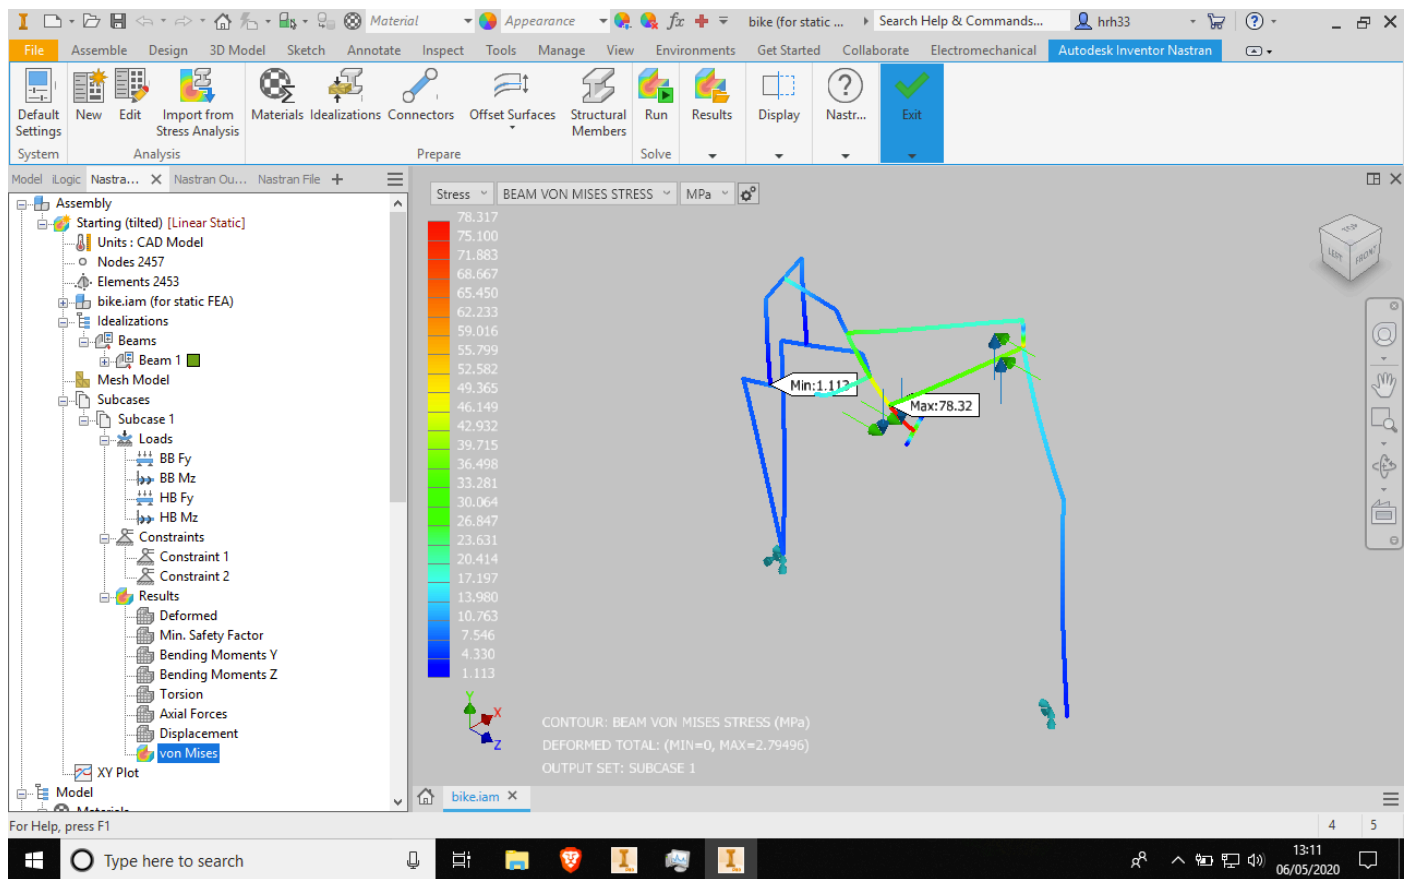 Material
Appearance
fx
bike (for static ...
Search Help & Commands...
hrh33
File
Assemble
Design
3D Model
Sketch
Annotate
Inspect
Tools
Manage
View
Environments
Get Started
Collaborate
Electromechanical
Autodesk Inventor Nastran
Default Settings
New
Edit
Import from Stress Analysis
Materials
Idealizations
Connectors
Offset Surfaces
Structural Members
Run
Results
Display
Nastr...
Exit
System
Analysis
Prepare
Solve
Model
iLogic
Nastra...
Nastran Ou...
Nastran File
Assembly
Starting (tilted) [Linear Static]
Units : CAD Model
Nodes 2457
Elements 2453
bike.iam (for static FEA)
Idealizations
Beams
Beam 1
Mesh Model
Subcases
Subcase 1
Loads
BB Fy
BB Mz
HB Fy
HB Mz
Constraints
Constraint 1
Constraint 2
Results
Deformed
Min. Safety Factor
Bending Moments Y
Bending Moments Z
Torsion
Axial Forces
Displacement
von Mises
XY Plot
Model
Materials
Stress
BEAM VON MISES STRESS
MPa
78.317
75.100
71.883
68.667
65.450
62.233
59.016
55.799
52.582
49.365
46.149
42.932
39.715
36.498
33.281
30.064
26.847
23.631
20.414
17.197
13.980
10.763
7.546
4.330
1.113
Min:1.113
Max:78.32
TOP
LEFT
FRONT
Y
X
Z
CONTOUR: BEAM VON MISES STRESS (MPa)
DEFORMED TOTAL: (MIN=0, MAX=2.79496)
OUTPUT SET: SUBCASE 1
bike.iam
For Help, press F1
4
5
Type here to search
13:11
06/05/2020